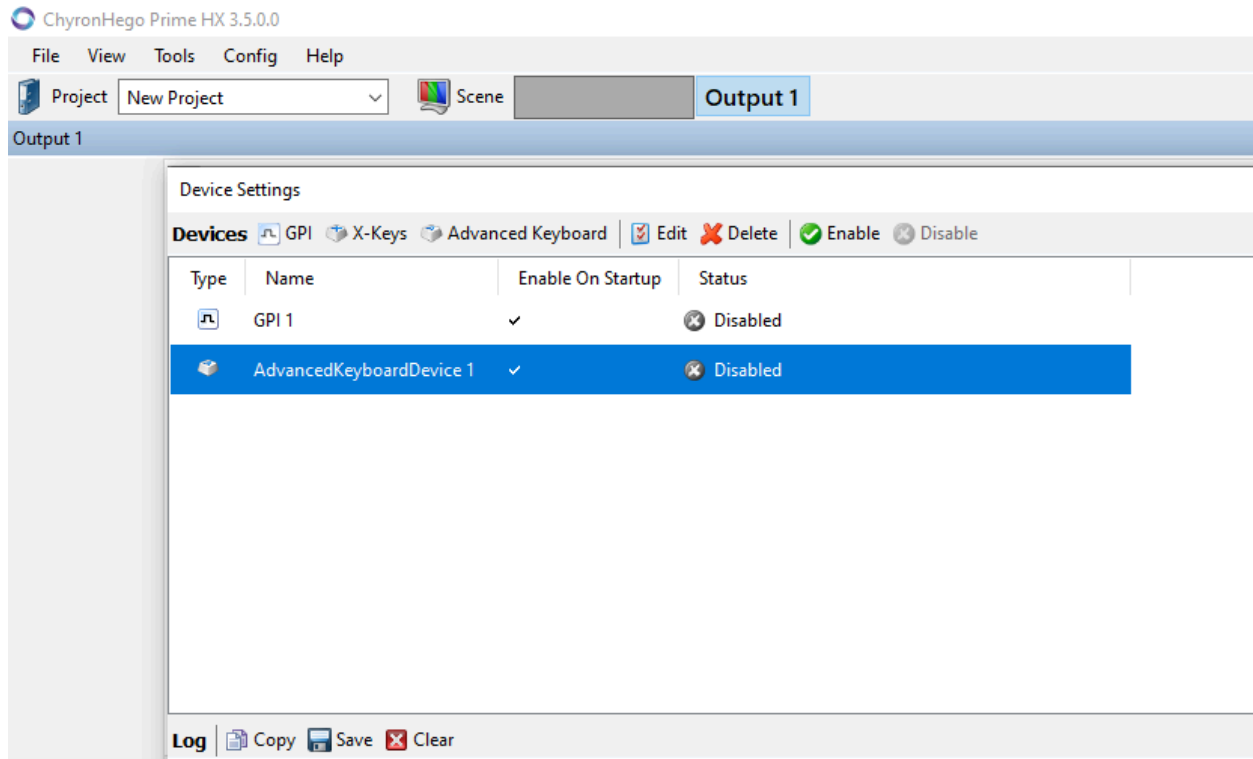 ChyronHego Prime HX 3.5.0.0
File View Tools Config Help
Project New Project Scene Output 1
Output 1
Device Settings
Devices GPI X-Keys Advanced Keyboard Edit Delete Enable Disable
Type Name Enable On Startup Status
GPI 1 Disabled
AdvancedKeyboardDevice 1 Disabled
Log Copy Save Clear